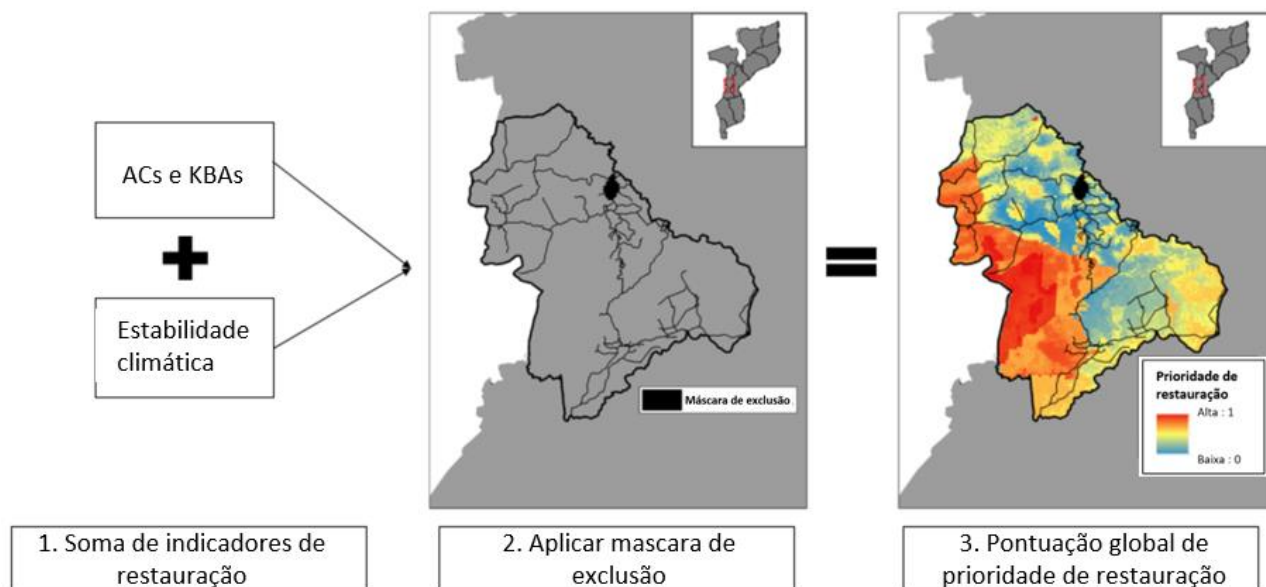 ACs e KBAs
Estabilidade
climática
Máscara de exclusão
Prioridade de
restauração
Alta : 1
Baixa : 0
1. Soma de indicadores de
restauração
2. Aplicar mascara de
exclusão
3. Pontuação global de
prioridade de restauração